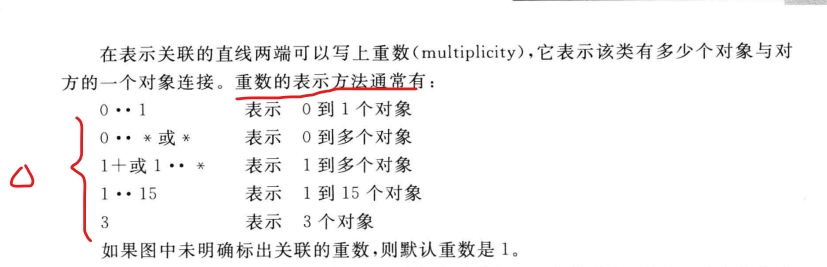 在表示关联的直线两端可以写上重数(multiplicity),它表示该类有多少个对象与对
方的一个对象连接。重数的表示方法通常有:
0··1 表示 0到1个对象
0··*或* 表示 0到多个对象
1+或1··* 表示 1到多个对象
1··15 表示 1到15个对象
3 表示 3个对象
如果图中未明确标出关联的重数,则默认重数是1。